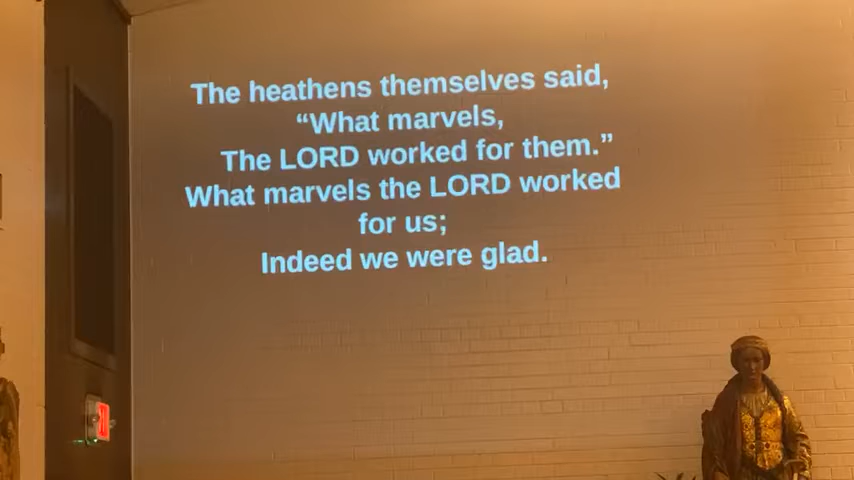 The heathens themselves said,
“What marvels,
The LORD worked for them.”
What marvels the LORD worked
for us;
Indeed we were glad.